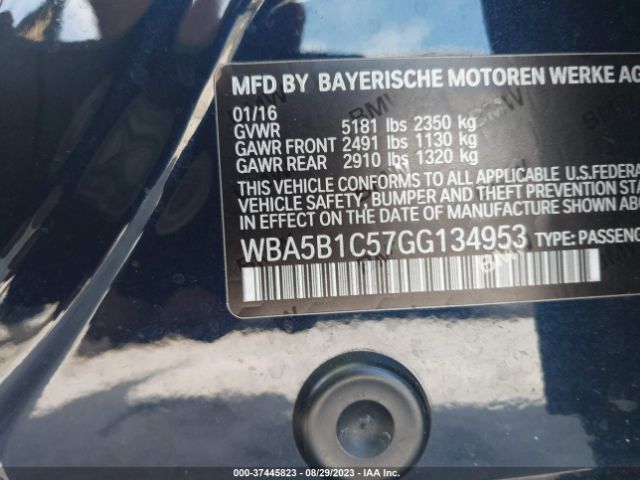 MFD BY BAYERISCHE MOTOREN WERKE AG
01/16
GVWR 5181 lbs 2350 kg
GAWR FRONT 2491 lbs 1130 kg
GAWR REAR 2910 lbs 1320 kg
THIS VEHICLE CONFORMS TO ALL APPLICABLE U.S.FEDERA
VEHICLE SAFETY, BUMPER AND THEFT PREVENTION STA
IN EFFECT ON THE DATE OF MANUFACTURE SHOWN ABO
WBA5B1C57GG134953 TYPE: PASSENG
000-37445823 - 08/29/2023 - IAA Inc.